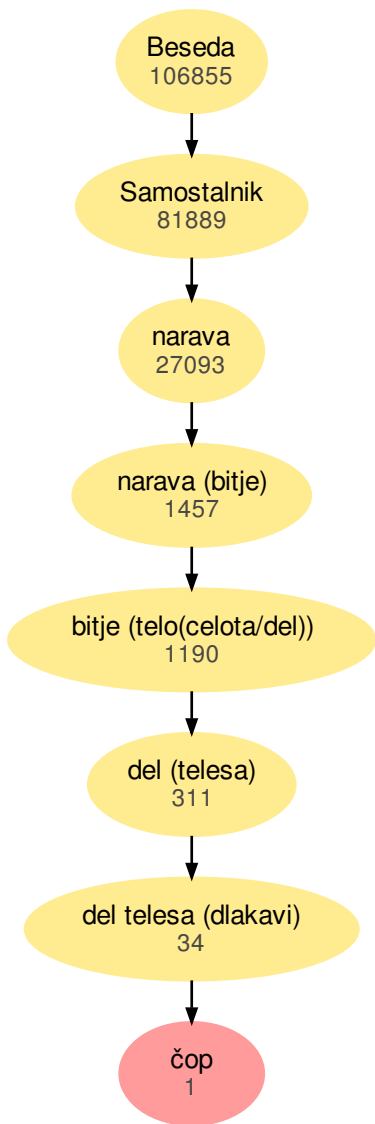 Beseda
106855
Samostalnik
81889
narava
27093
narava (bitje)
1457
bitje (telo(celota/del))
1190
del (telesa)
311
del telesa (dlakavi)
34
čop
1